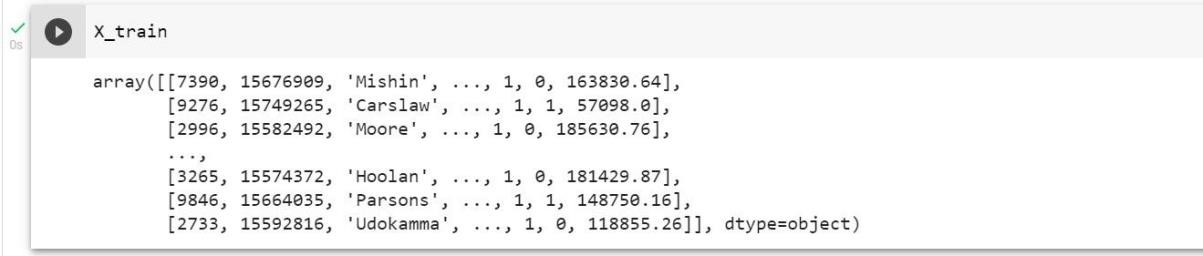 X_train
0s
array([[7390, 15676909, 'Mishin', ..., 1, 0, 163830.64],
[9276, 15749265, 'Carslaw', ..., 1, 1, 57098.0],
[2996, 15582492, 'Moore', ..., 1, 0, 185630.76],
...,
[3265, 15574372, 'Hoolan', ..., 1, 0, 181429.87],
[9846, 15664035, 'Parsons', ..., 1, 1, 148750.16],
[2733, 15592816, 'Udokamma', ..., 1, 0, 118855.26]], dtype=object)